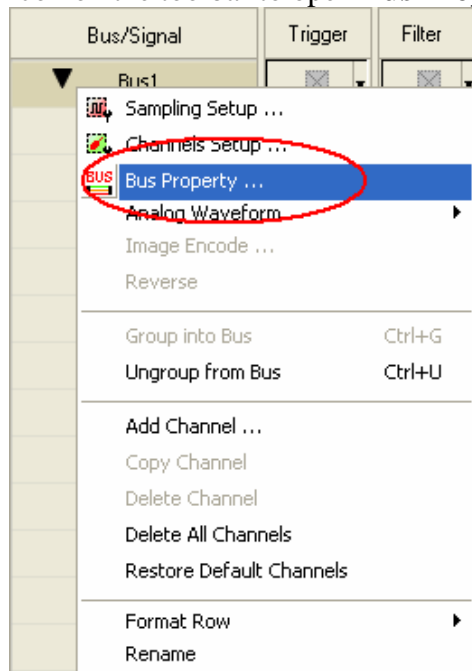 Bus/Signal Trigger Filter
Bus1
Sampling Setup ...
Channels Setup ...
BUS Bus Property ...
Analog Waveform
Image Encode ...
Reverse
Group into Bus Ctrl+G
Ungroup from Bus Ctrl+U
Add Channel ...
Copy Channel
Delete Channel
Delete All Channels
Restore Default Channels
Format Row
Rename